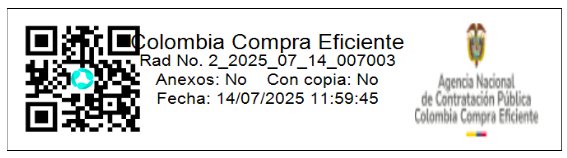 Colombia Compra Eficiente
Rad No. 2_2025_07_14_007003
Anexos: No Con copia: No
Fecha: 14/07/2025 11:59:45
Agencia Nacional
de Contratación Pública
Colombia Compra Eficiente